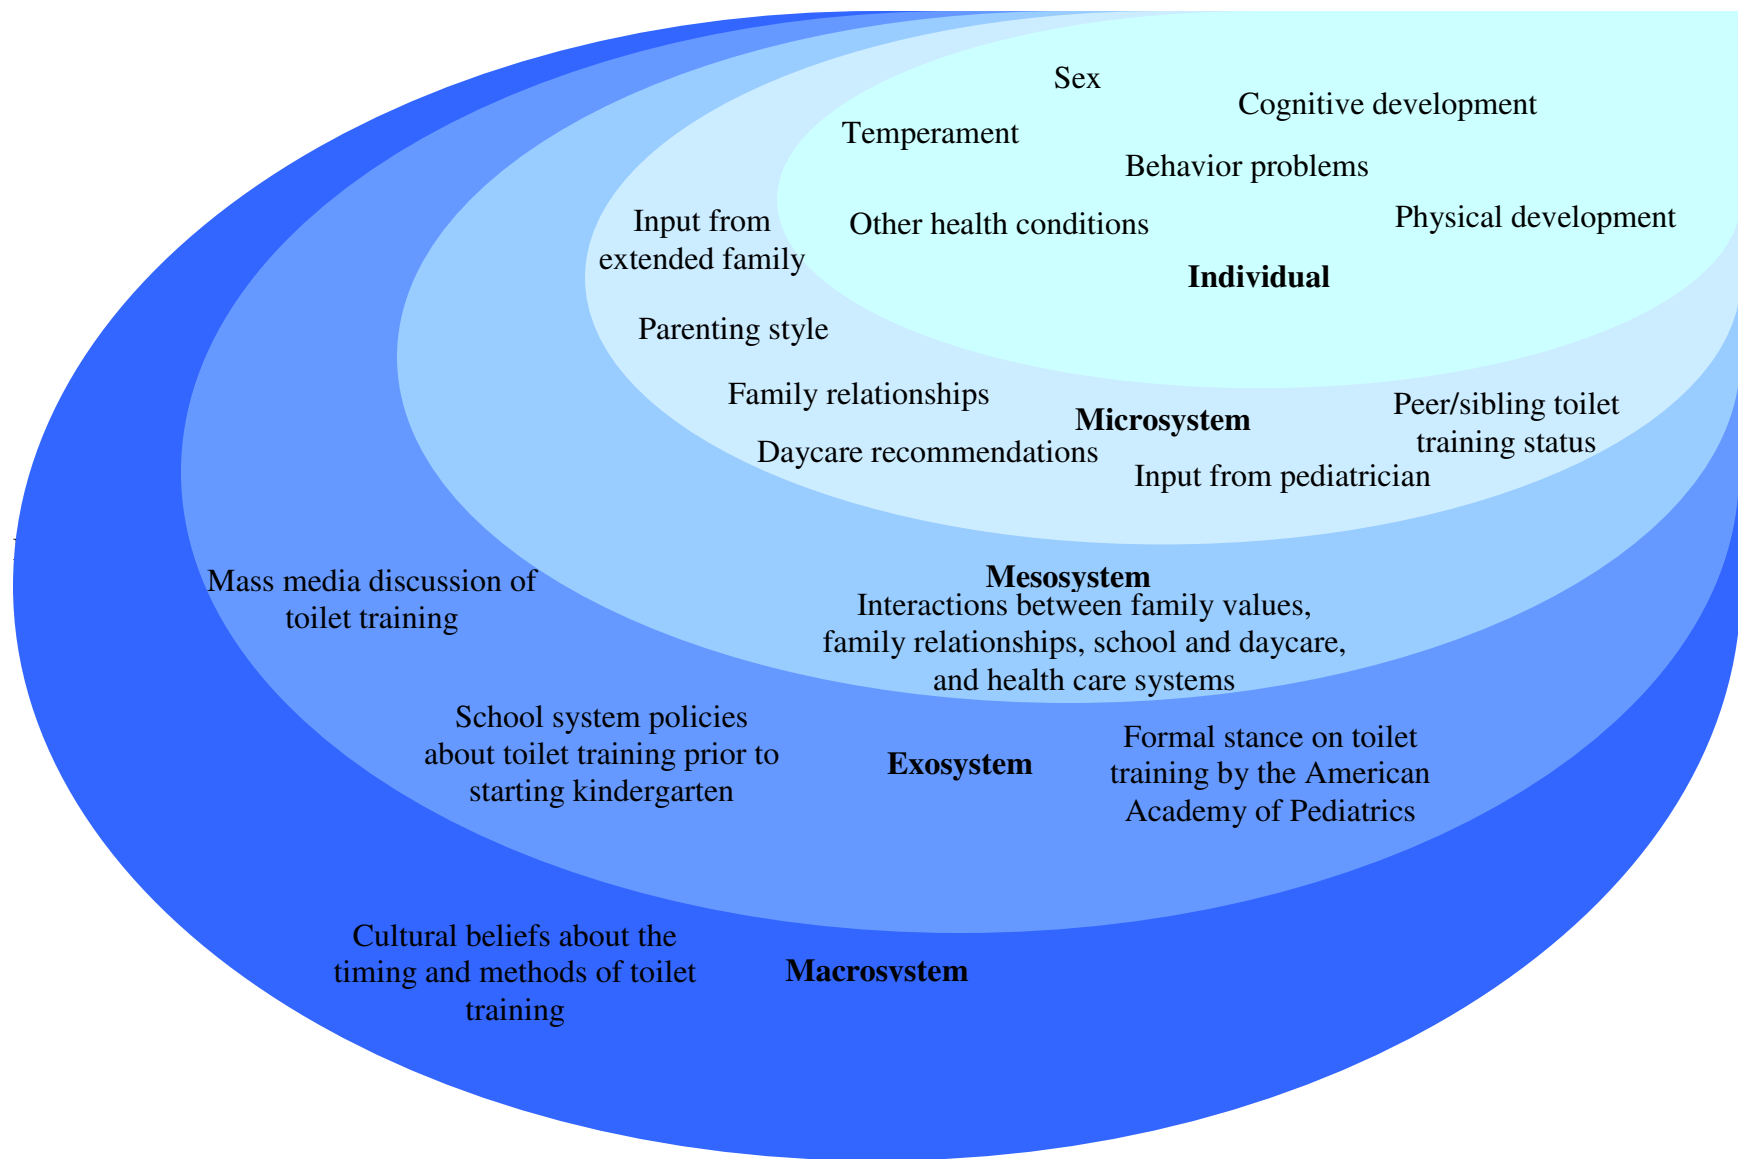 Sex
Cognitive development
Temperament
Behavior problems
Other health conditions
Physical development
Individual
Input from
extended family
Parenting style
Family relationships
Microsystem
Peer/sibling toilet
training status
Daycare recommendations
Input from pediatrician
Mesosystem
Interactions between family values,
family relationships, school and daycare,
and health care systems
Mass media discussion of
toilet training
School system policies
about toilet training prior to
starting kindergarten
Exosystem
Formal stance on toilet
training by the American
Academy of Pediatrics
Cultural beliefs about the
timing and methods of toilet
training
Macrosystem